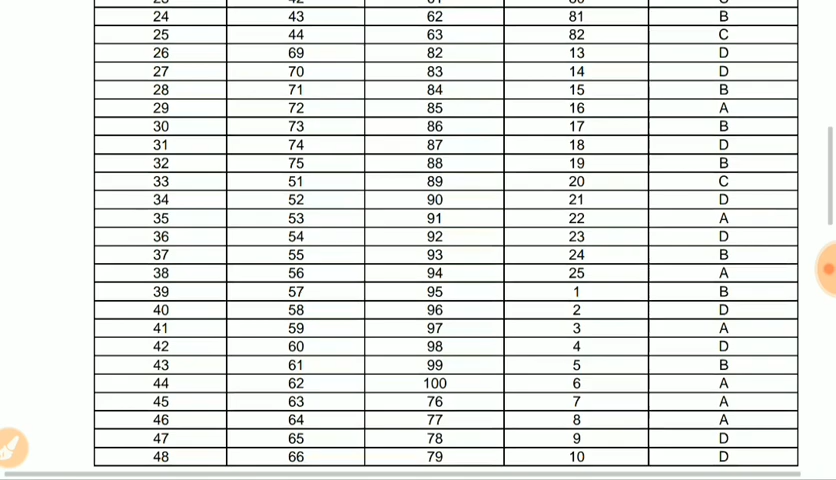 24 43 62 81 B
25 44 63 82 C
26 69 82 13 D
27 70 83 14 D
28 71 84 15 B
29 72 85 16 A
30 73 86 17 B
31 74 87 18 D
32 75 88 19 B
33 51 89 20 C
34 52 90 21 D
35 53 91 22 A
36 54 92 23 D
37 55 93 24 B
38 56 94 25 A
39 57 95 1 B
40 58 96 2 D
41 59 97 3 A
42 60 98 4 D
43 61 99 5 B
44 62 100 6 A
45 63 76 7 A
46 64 77 8 A
47 65 78 9 D
48 66 79 10 D